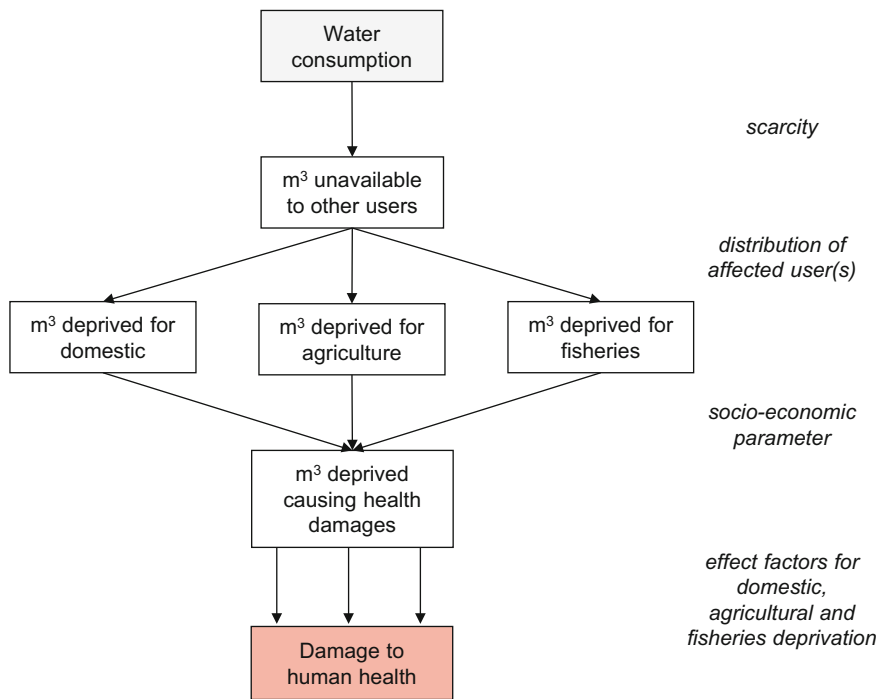 Water
consumption
scarcity
m³ unavailable
to other users
distribution of
affected user(s)
m³ deprived for
domestic
m³ deprived for
agriculture
m³ deprived for
fisheries
socio-economic
parameter
m³ deprived
causing health
damages
effect factors for
domestic,
agricultural and
fisheries deprivation
Damage to
human health